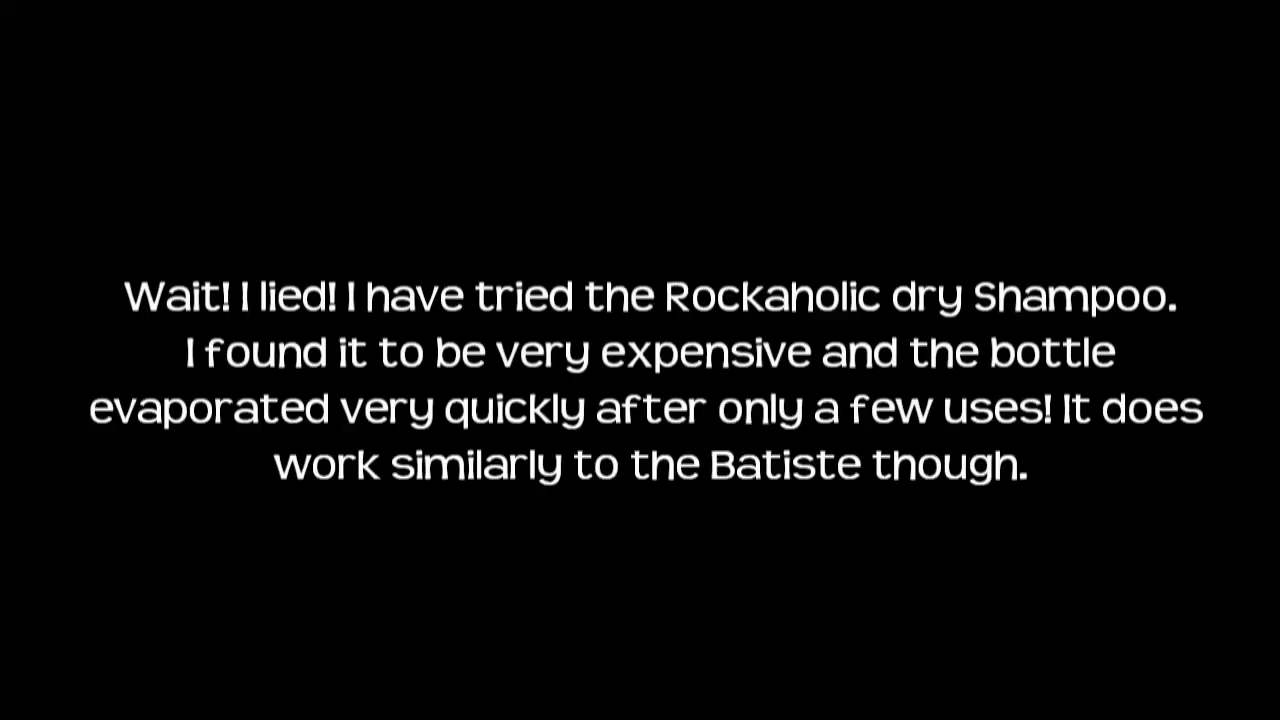 Wait! I lied! I have tried the Rockaholic dry Shampoo.
I found it to be very expensive and the bottle
evaporated very quickly after only a few uses! It does
work similarly to the Batiste though.